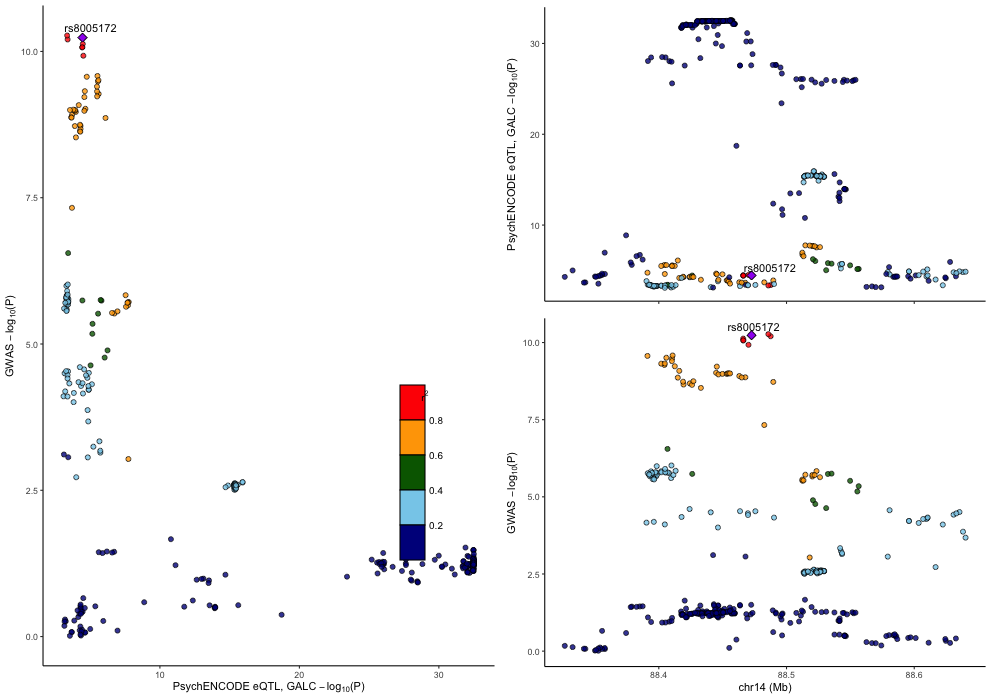 rs8005172
10.0
7.5
5.0
2.5
0.0
GWAS −log10(P)
10
20
30
PsychENCODE eQTL, GALC −log10(P)
r2
0.8
0.6
0.4
0.2
30
20
10
PsychENCODE eQTL, GALC −log10(P)
rs8005172
rs8005172
10.0
7.5
5.0
2.5
0.0
GWAS −log10(P)
88.4
88.5
88.6
chr14 (Mb)